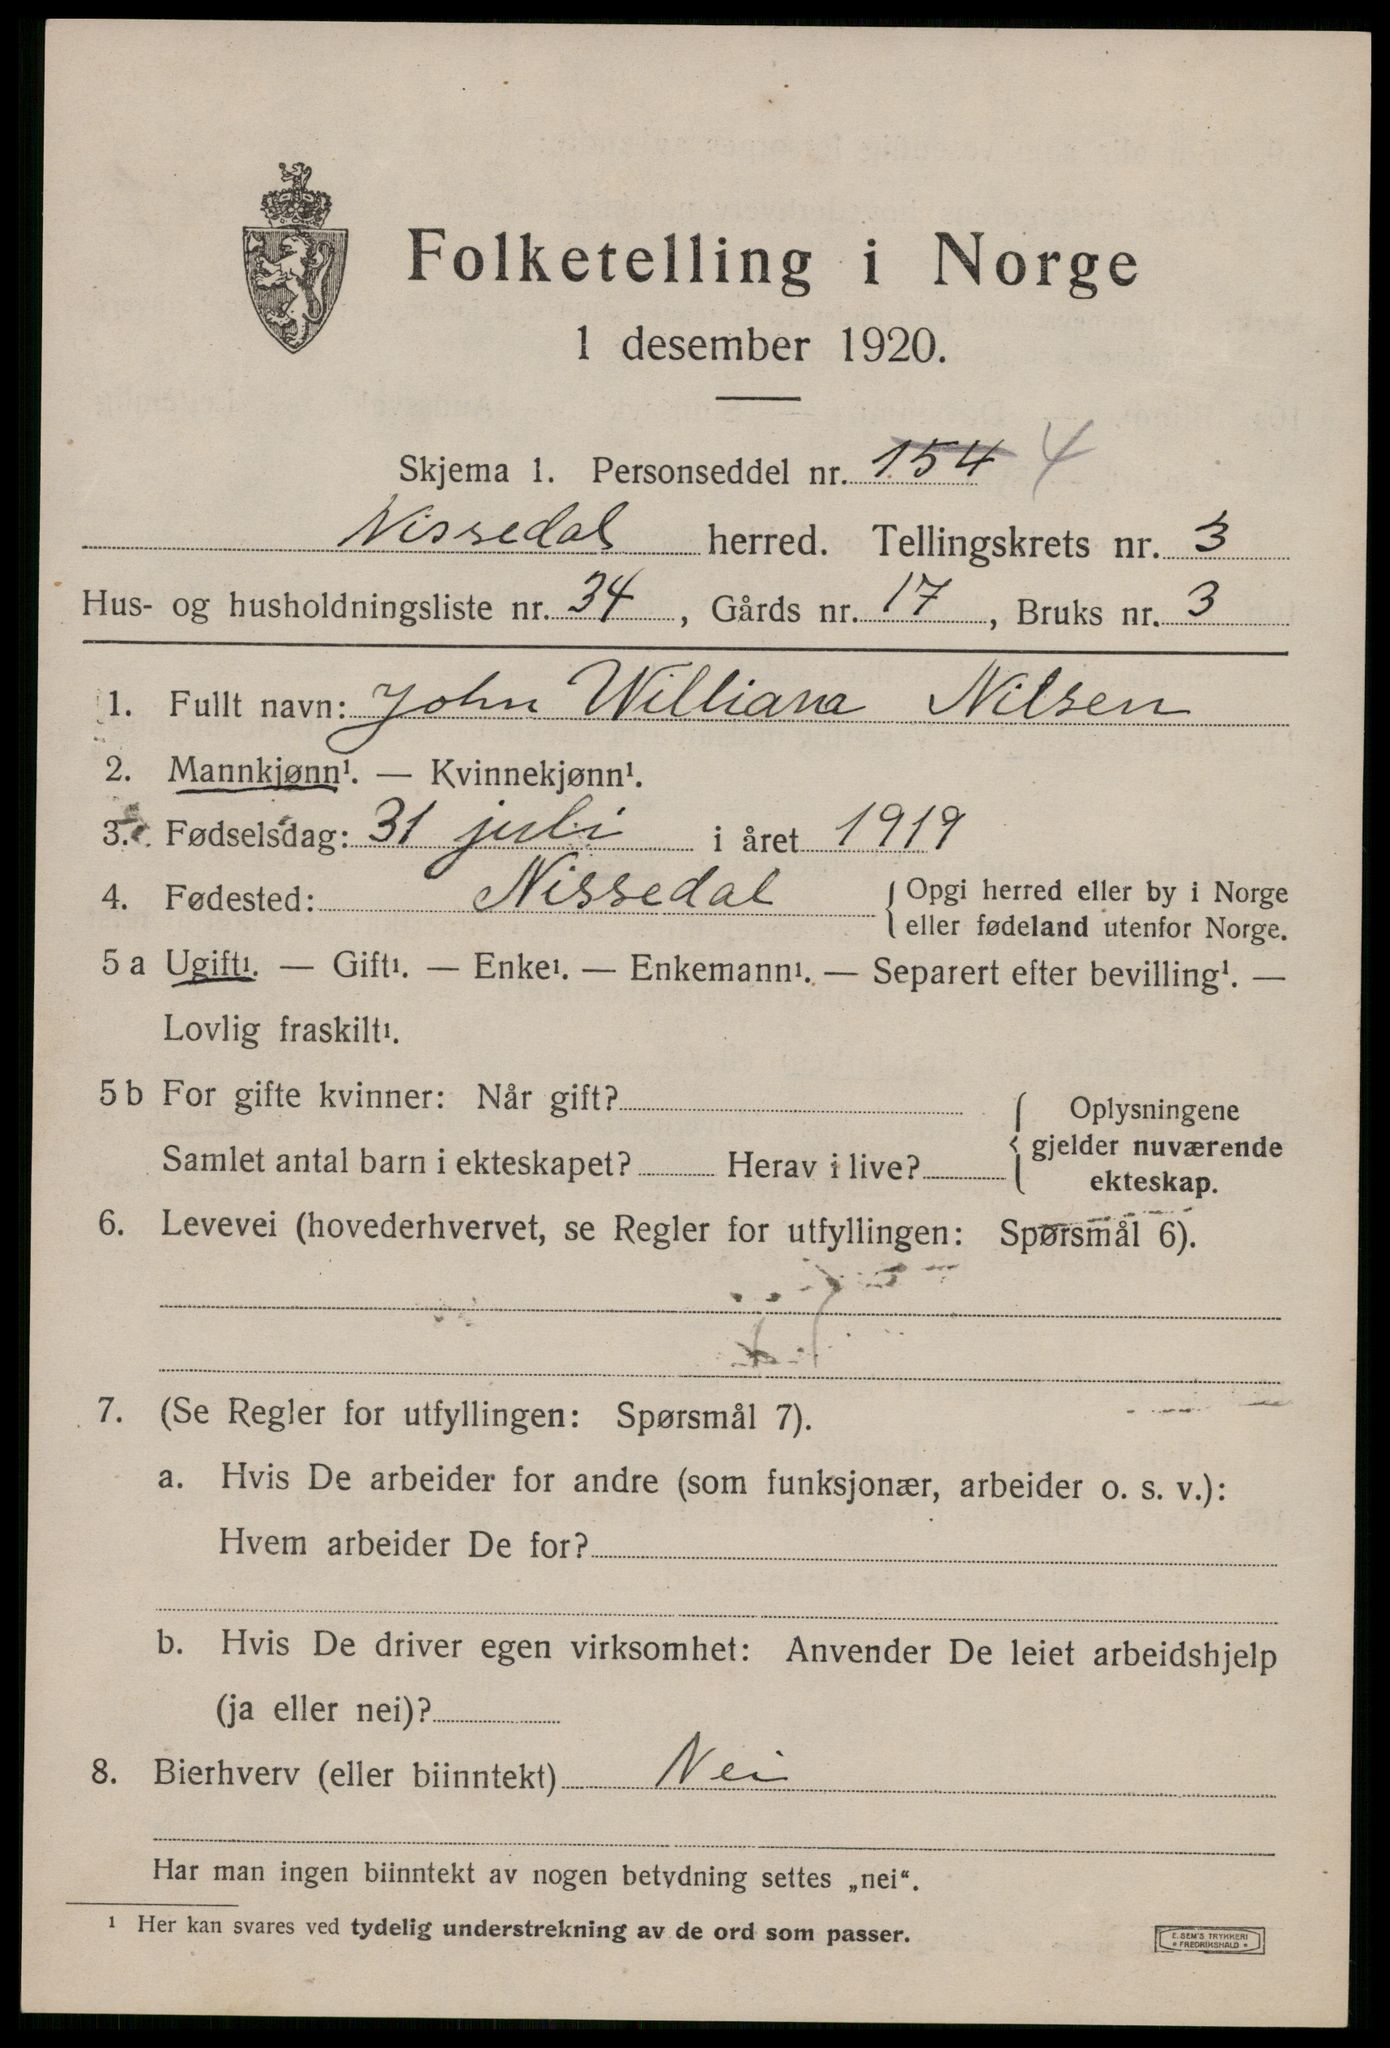 Folketelling i Norge
1 desember 1920.
Skjema 1. Personseddel nr. 154 4
Nissedal herred. Tellingskrets nr. 3
Hus- og husholdningsliste nr. 34, Gårds nr. 17, Bruks nr. 3
1. Fullt navn: John William Nilsen
2. Mannkjønn¹. — Kvinnekjønn¹.
3. Fødselsdag: 31 juli i året 1919
4. Fødested: Nissedal { Opgi herred eller by i Norge
eller fødeland utenfor Norge.
5 a Ugift¹. — Gift¹. — Enke¹. — Enkemann¹. — Separert efter bevilling¹. —
Lovlig fraskilt¹.
5 b For gifte kvinner: Når gift? { Oplysningene
gjelder nuværende
Samlet antal barn i ekteskapet? Herav i live?
ekteskap.
6. Levevei (hovederhvervet, se Regler for utfyllingen: Spørsmål 6).
7. (Se Regler for utfyllingen: Spørsmål 7).
a. Hvis De arbeider for andre (som funksjonær, arbeider o. s. v.):
Hvem arbeider De for?
b. Hvis De driver egen virksomhet: Anvender De leiet arbeidshjelp
(ja eller nei)?
8. Bierhverv (eller biinntekt) Nei
Har man ingen biinntekt av nogen betydning settes „nei“.
¹ Her kan svares ved tydelig understrekning av de ord som passer.
E. SEM'S TRYKKERI
• FREDRIKSHALD •